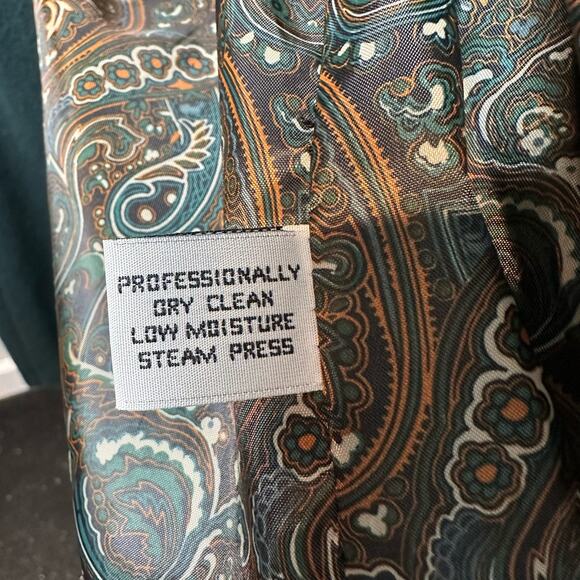 PROFESSIONALLY
DRY CLEAN
LOW MOISTURE
STEAM PRESS